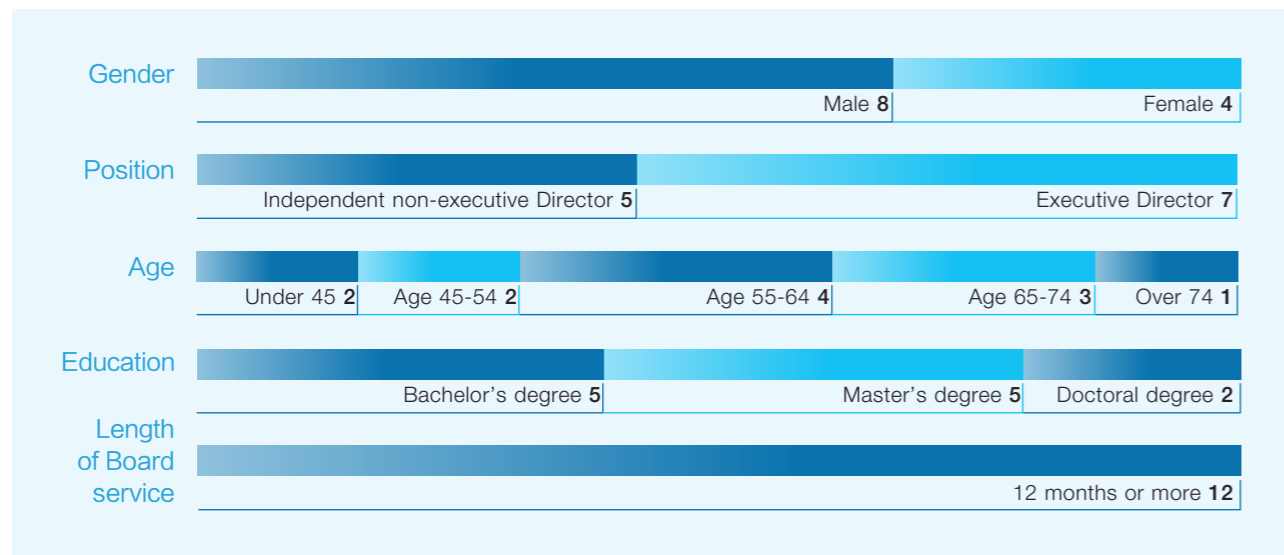 Gender
Male 8
Female 4
Position
Independent non-executive Director 5
Executive Director 7
Age
Under 45 2
Age 45-54 2
Age 55-64 4
Age 65-74 3
Over 74 1
Education
Bachelor’s degree 5
Master’s degree 5
Doctoral degree 2
Length
of Board
service
12 months or more 12